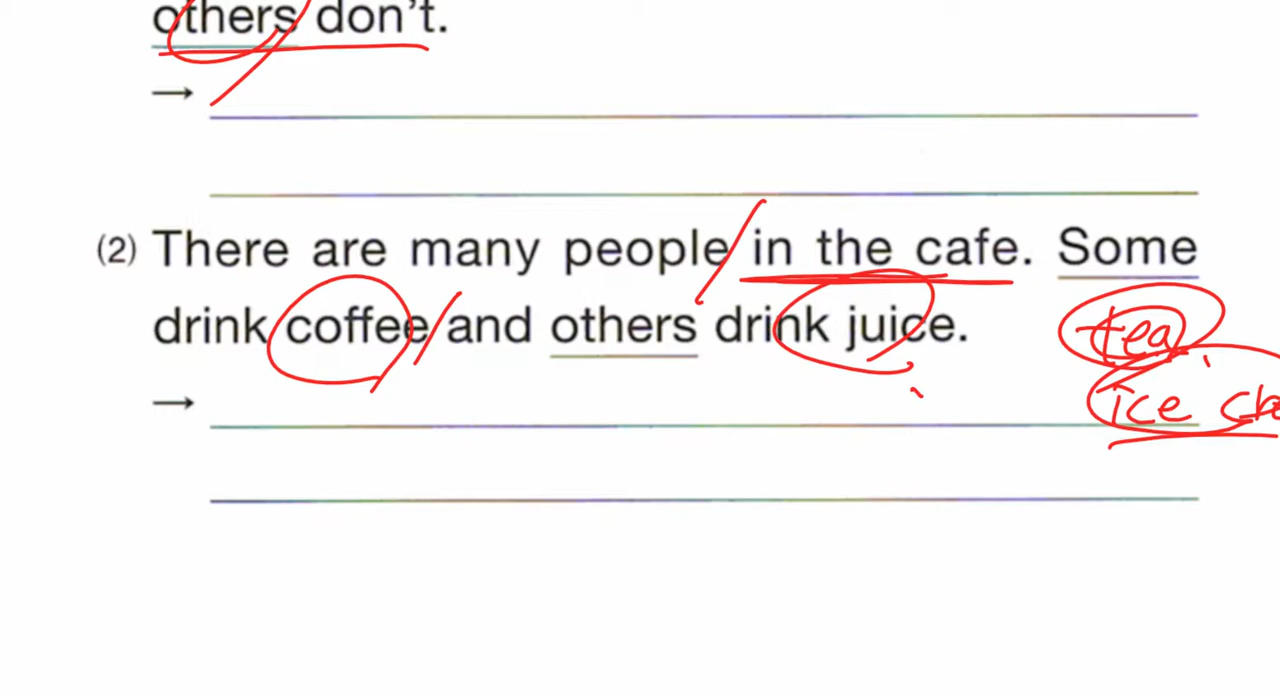 others don't.
→
(2) There are many people in the cafe. Some
tea
drink coffee and others drink juice.
ice
→